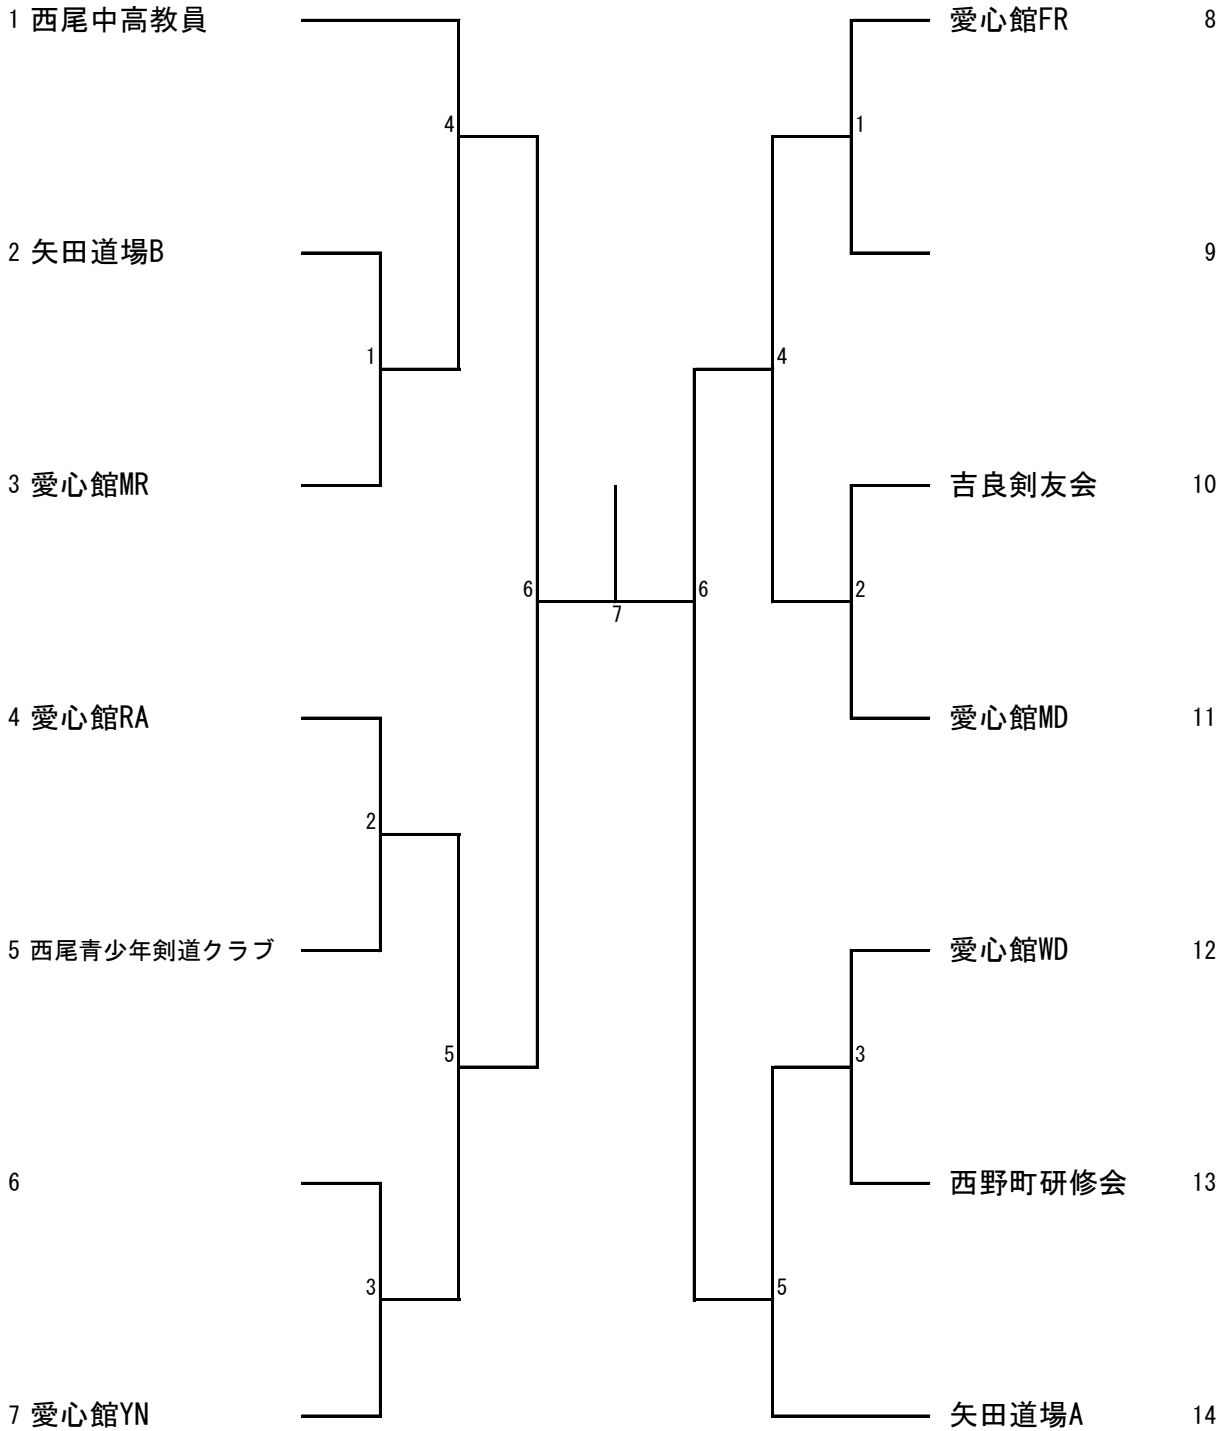 1 西尾中高教員
2 矢田道場B
3 愛心館MR
4 愛心館RA
5 西尾青少年剣道クラブ
6
7 愛心館YN
4
1
2
5
3
6
7
6
1
4
2
3
5
愛心館FR 8
9
吉良剣友会 10
愛心館MD 11
愛心館WD 12
西野町研修会 13
矢田道場A 14